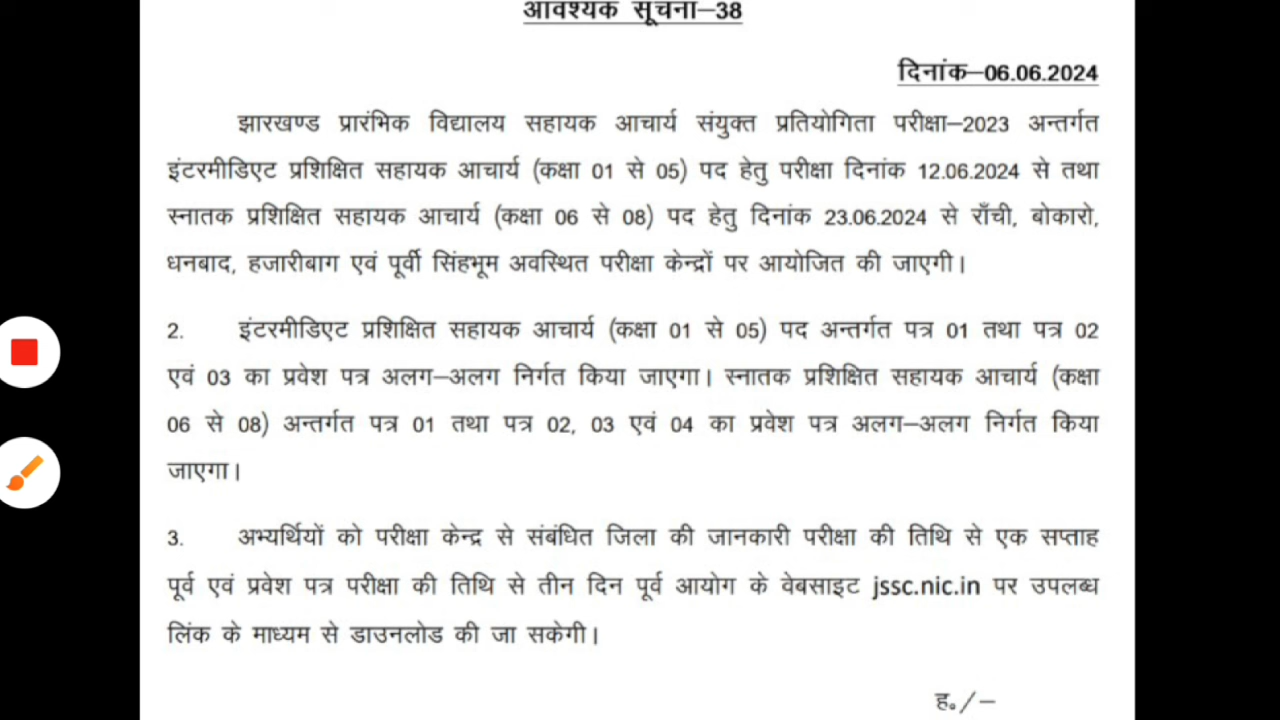 आवश्यक सूचना–38
दिनांक–06.06.2024
झारखण्ड प्रारंभिक विद्यालय सहायक आचार्य संयुक्त प्रतियोगिता परीक्षा–2023 अन्तर्गत
इंटरमीडिएट प्रशिक्षित सहायक आचार्य (कक्षा 01 से 05) पद हेतु परीक्षा दिनांक 12.06.2024 से तथा
स्नातक प्रशिक्षित सहायक आचार्य (कक्षा 06 से 08) पद हेतु दिनांक 23.06.2024 से राँची, बोकारो,
धनबाद, हजारीबाग एवं पूर्वी सिंहभूम अवस्थित परीक्षा केन्द्रों पर आयोजित की जाएगी।
2. इंटरमीडिएट प्रशिक्षित सहायक आचार्य (कक्षा 01 से 05) पद अन्तर्गत पत्र 01 तथा पत्र 02
एवं 03 का प्रवेश पत्र अलग–अलग निर्गत किया जाएगा। स्नातक प्रशिक्षित सहायक आचार्य (कक्षा
06 से 08) अन्तर्गत पत्र 01 तथा पत्र 02, 03 एवं 04 का प्रवेश पत्र अलग–अलग निर्गत किया
जाएगा।
3. अभ्यर्थियों को परीक्षा केन्द्र से संबंधित जिला की जानकारी परीक्षा की तिथि से एक सप्ताह
पूर्व एवं प्रवेश पत्र परीक्षा की तिथि से तीन दिन पूर्व आयोग के वेबसाइट jssc.nic.in पर उपलब्ध
लिंक के माध्यम से डाउनलोड की जा सकेगी।
ह०/–